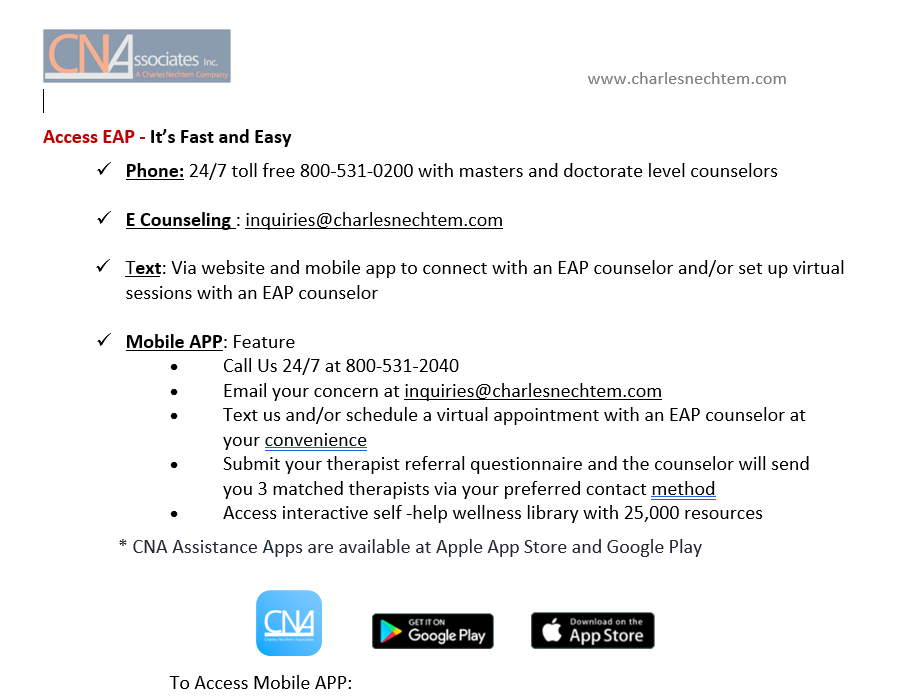 CNA ssociates Inc.
A Charles Nechtem Company
www.charlesnechtem.com
Access EAP - It's Fast and Easy
✓ Phone: 24/7 toll free 800-531-0200 with masters and doctorate level counselors
✓ E Counseling : inquiries@charlesnechtem.com
✓ Text: Via website and mobile app to connect with an EAP counselor and/or set up virtual
sessions with an EAP counselor
✓ Mobile APP: Feature
• Call Us 24/7 at 800-531-2040
• Email your concern at inquiries@charlesnechtem.com
• Text us and/or schedule a virtual appointment with an EAP counselor at
your convenience
• Submit your therapist referral questionnaire and the counselor will send
you 3 matched therapists via your preferred contact method
• Access interactive self -help wellness library with 25,000 resources
* CNA Assistance Apps are available at Apple App Store and Google Play
CNA
Charles Nechtem Associates
GET IT ON
Google Play
Download on the
App Store
To Access Mobile APP: